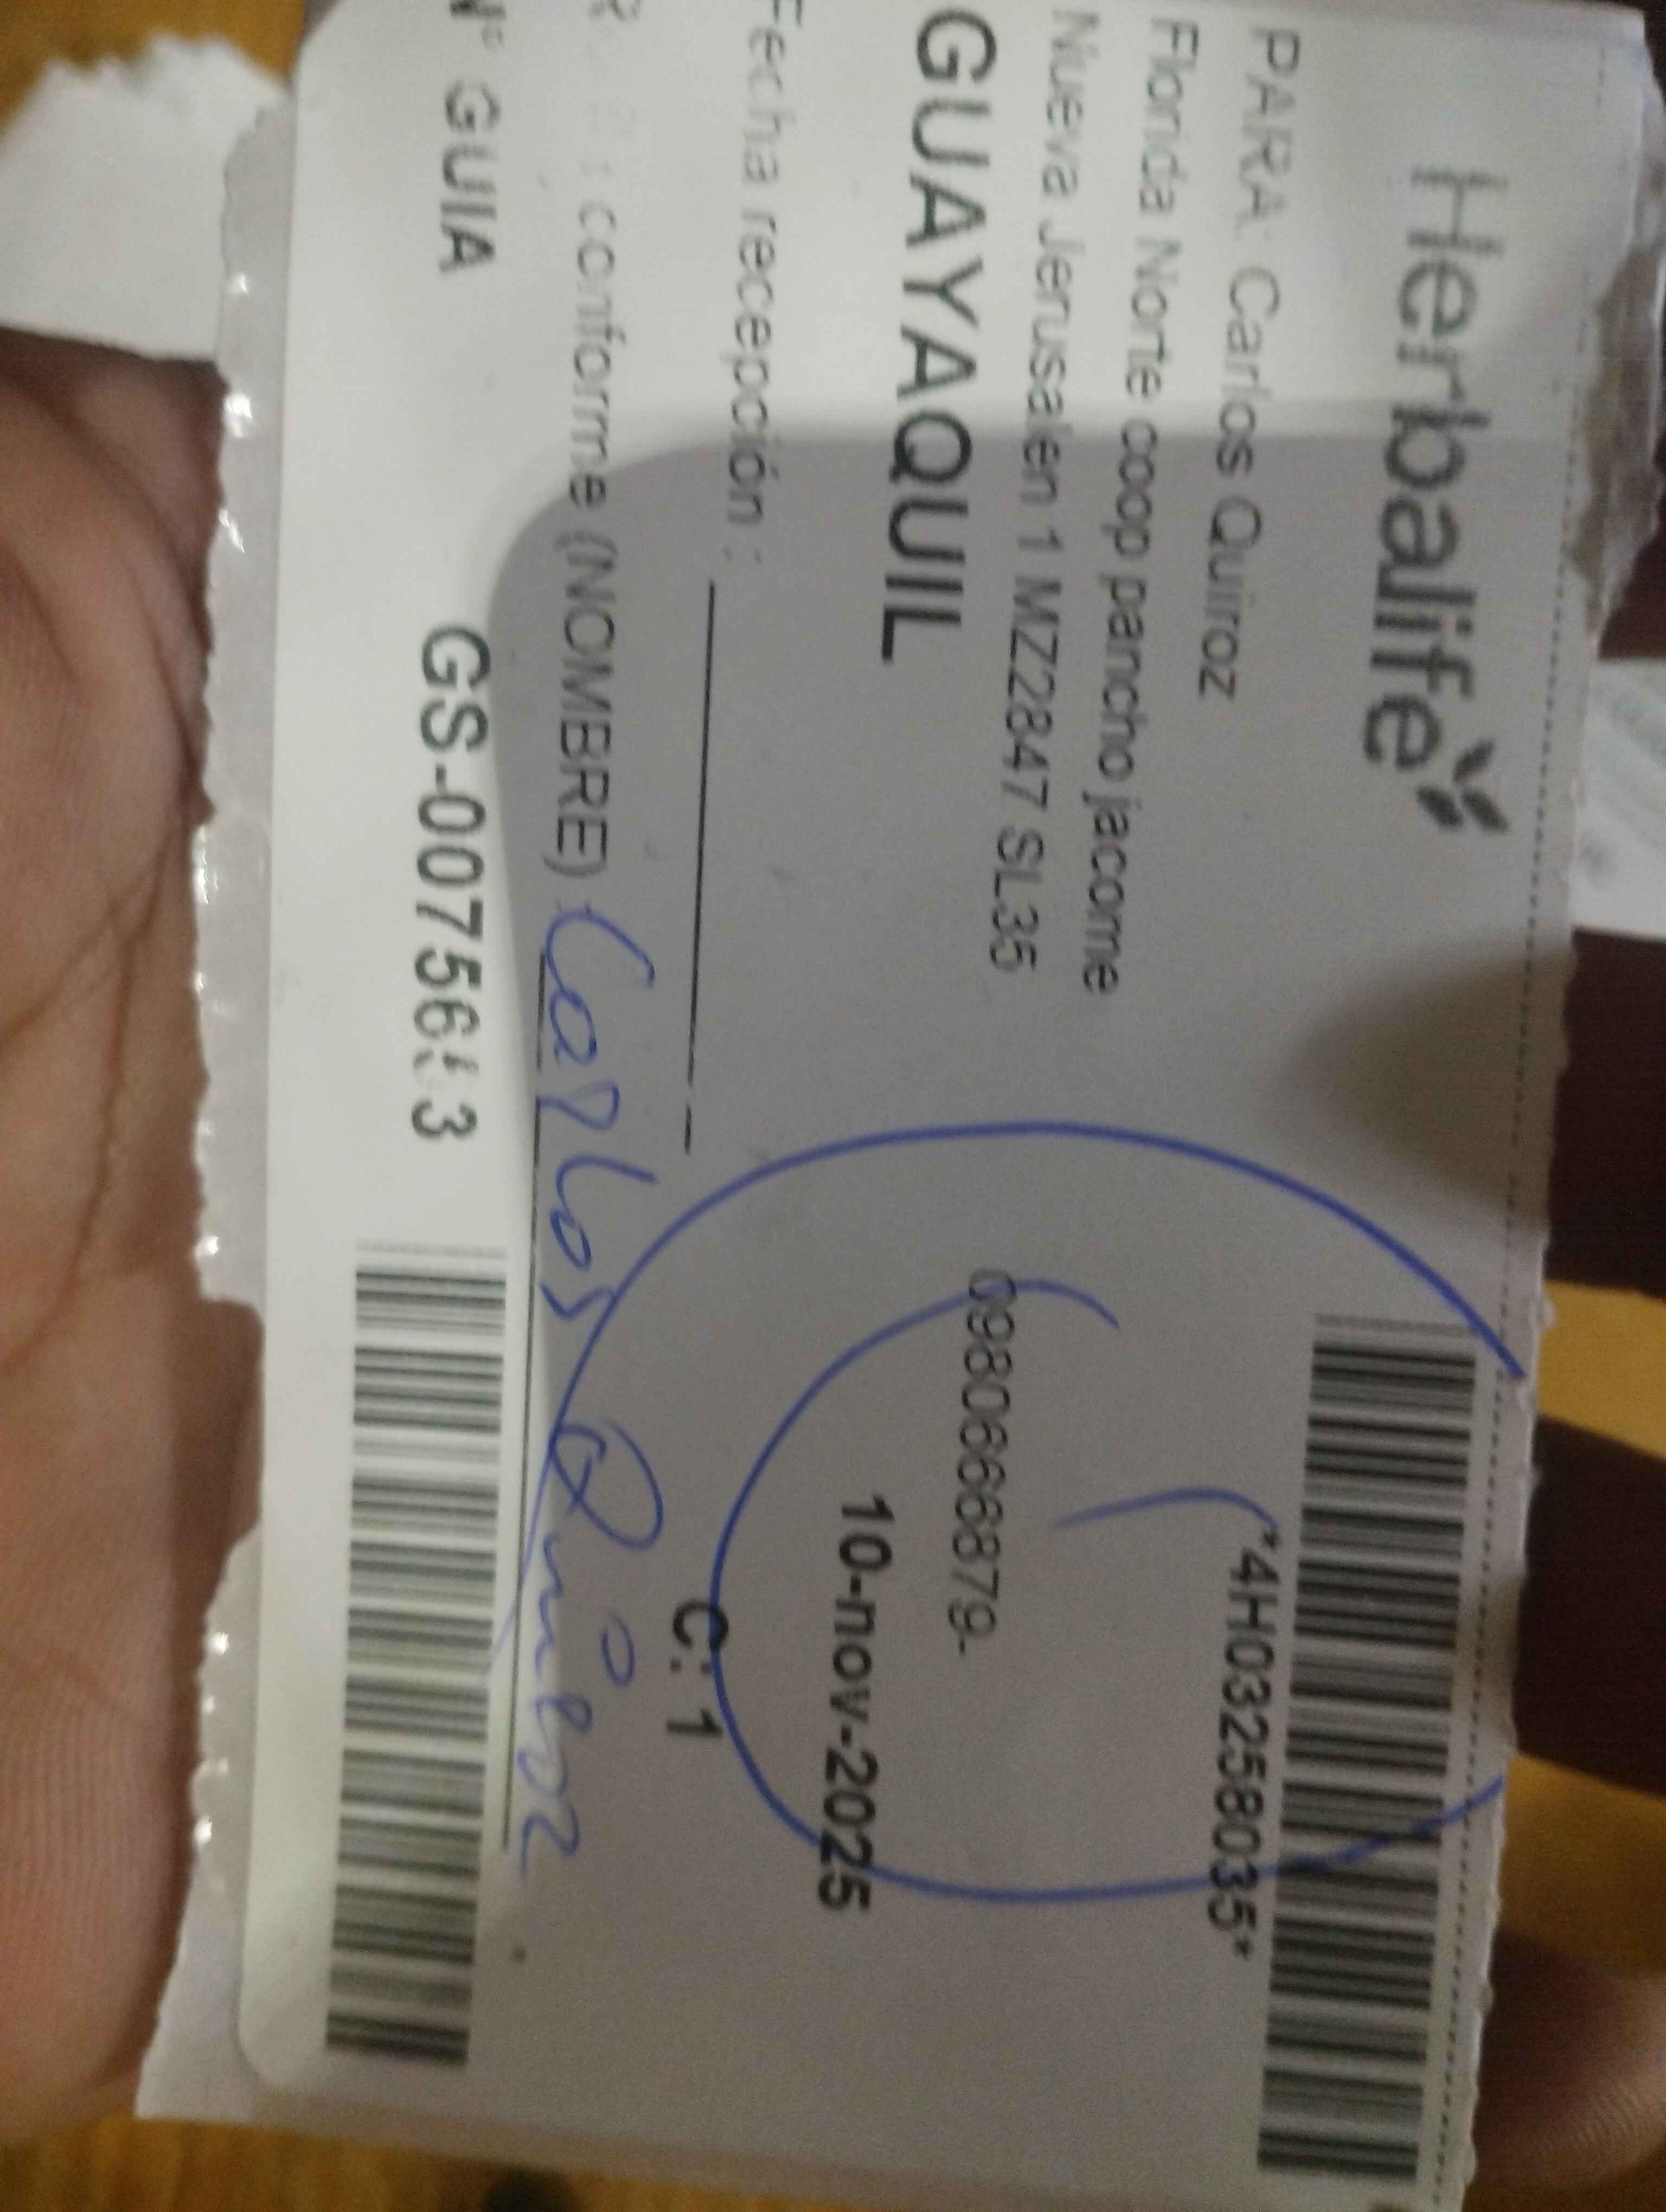 Herbalife
*4H03258035*
PARA: Carlos Quiroz
Florida Norte coop pancho jacome
Nueva Jerusalen 1 MZ2847 SL35
0980666879-
GUAYAQUIL
10-nov-2025
Fecha recepción :
C: 1
conforme (NOMBRE) : Carlos Quiroz
N° GUIA